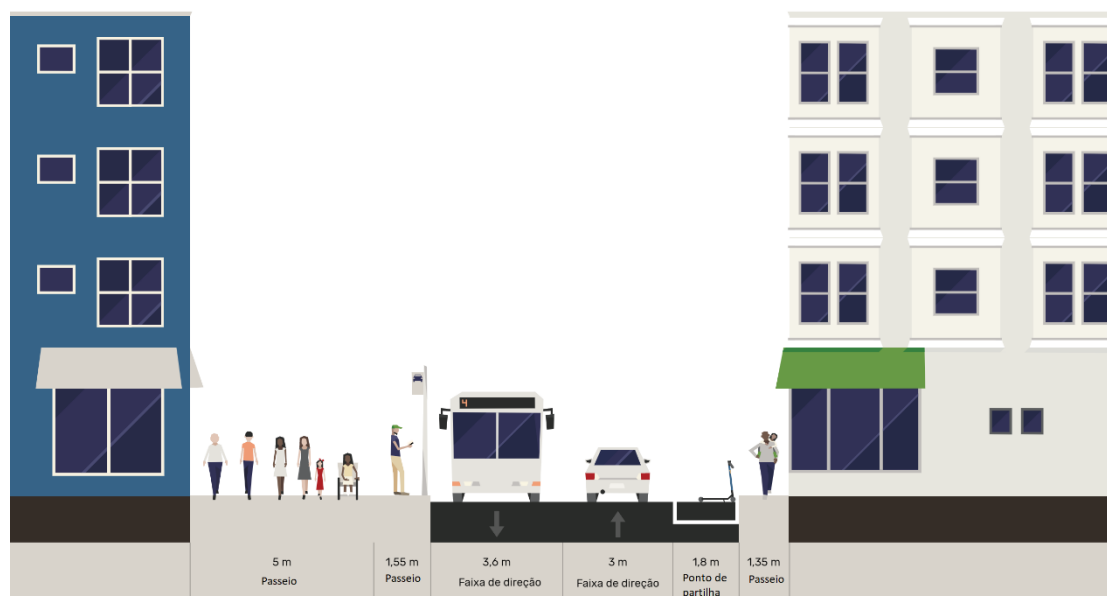 4
5 m
Passeio
1,55 m
Passeio
3,6 m
Faixa de direção
3 m
Faixa de direção
1,8 m
Ponto de
partilha
1,35 m
Passeio